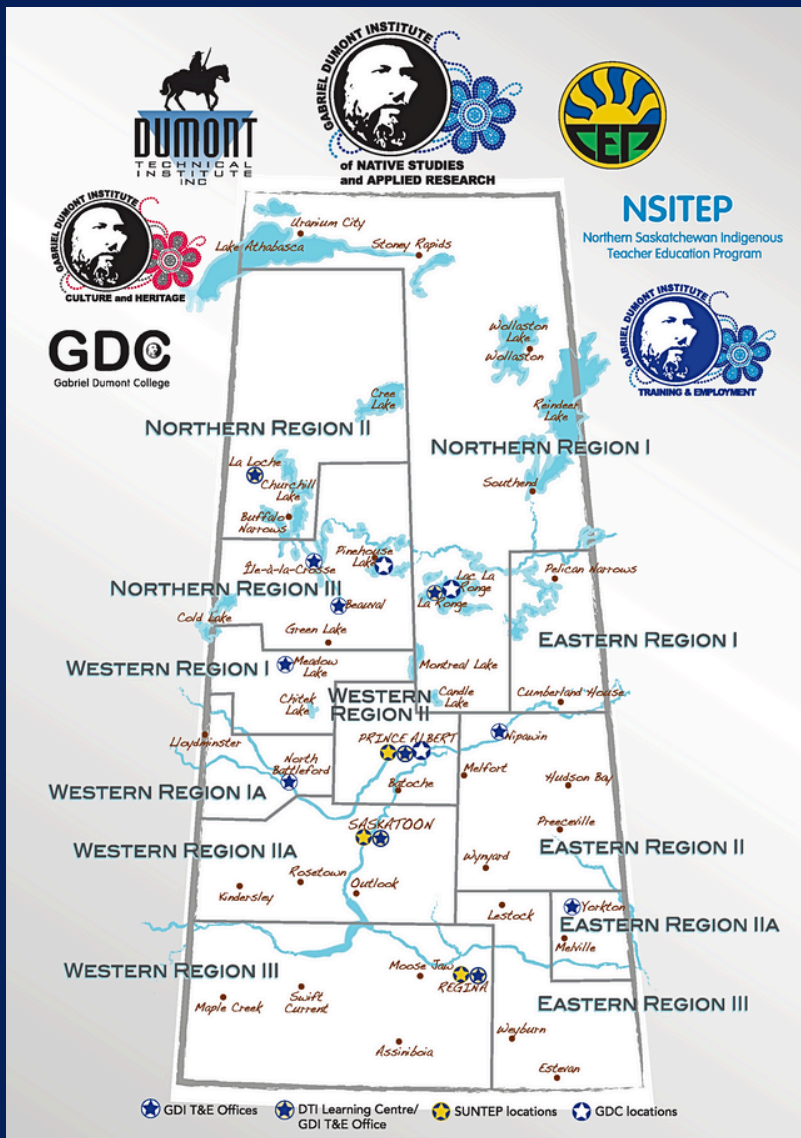 DUMONT
TECHNICAL
INSTITUTE
INC
GABRIEL DUMONT INSTITUTE
of NATIVE STUDIES
and APPLIED RESEARCH
GABRIEL DUMONT INSTITUTE
CULTURE and HERITAGE
NSITEP
Northern Saskatchewan Indigenous
Teacher Education Program
GDC
Gabriel Dumont College
GABRIEL DUMONT INSTITUTE
TRAINING & EMPLOYMENT
Uranium City
Lake Athabasca
Stoney Rapids
Wollaston
Lake
Wollaston
Cree
Lake
Reindeer
Lake
NORTHERN REGION II
NORTHERN REGION I
La Loche
Churchill
Lake
Southend
Buffalo
Narrows
Pinehouse
Lake
Île-à-la-Crosse
Lac La
Ronge
La Ronge
Pelican Narrows
NORTHERN REGION III
Beauval
Cold Lake
Green Lake
EASTERN REGION I
WESTERN REGION I
Meadow
Lake
Montreal Lake
Chitek
Lake
WESTERN
REGION II
Candle
Lake
Cumberland House
Lloydminster
PRINCE ALBERT
Nipawin
North
Battleford
Batoche
Melfort
Hudson Bay
WESTERN REGION IA
SASKATOON
Preeceville
WESTERN REGION IIA
EASTERN REGION II
Wynyard
Rosetown
Kindersley
Outlook
Lestock
Yorkton
EASTERN REGION IIA
Melville
WESTERN REGION III
Moose Jaw
REGINA
Maple Creek
Swift
Current
EASTERN REGION III
Weyburn
Assiniboia
Estevan
GDI T&E Offices
DTI Learning Centre/
GDI T&E Office
SUNTEP locations
GDC locations